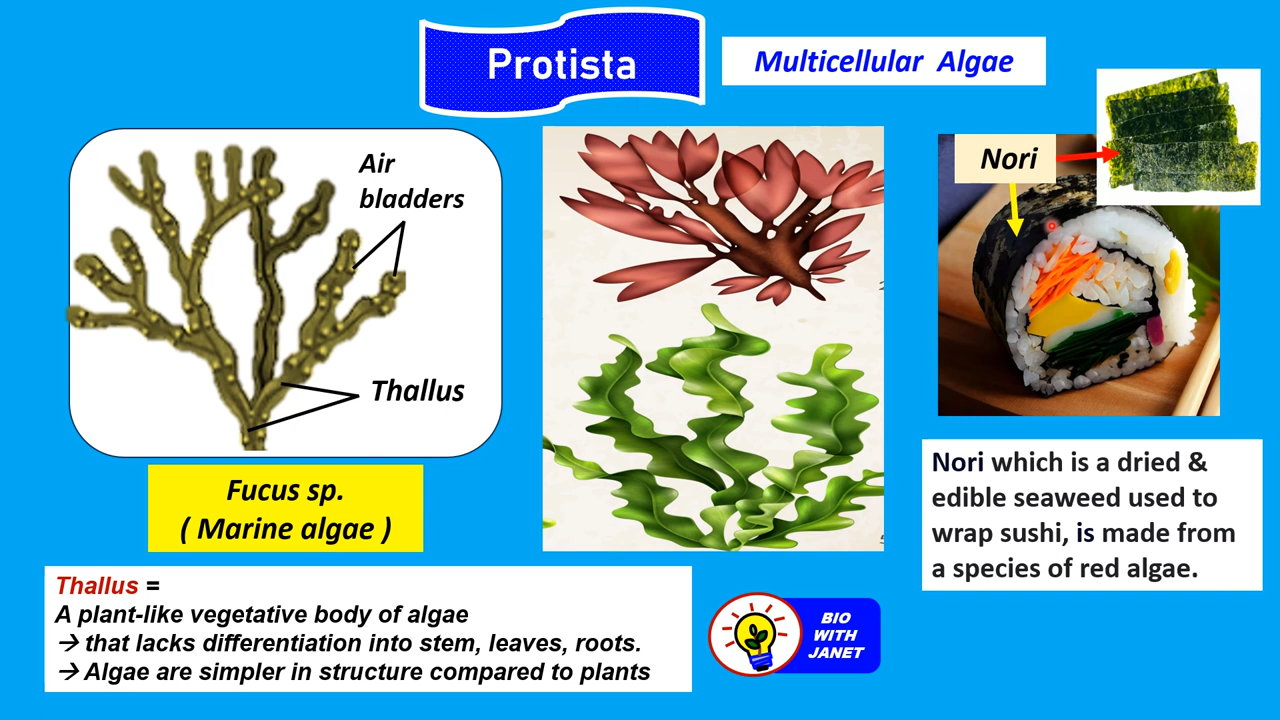 Protista
Multicellular Algae
Air
bladders
Thallus
Fucus sp.
( Marine algae )
Nori
Nori which is a dried &
edible seaweed used to
wrap sushi, is made from
a species of red algae.
Thallus =
A plant-like vegetative body of algae
→ that lacks differentiation into stem, leaves, roots.
→ Algae are simpler in structure compared to plants
BIO
WITH
JANET